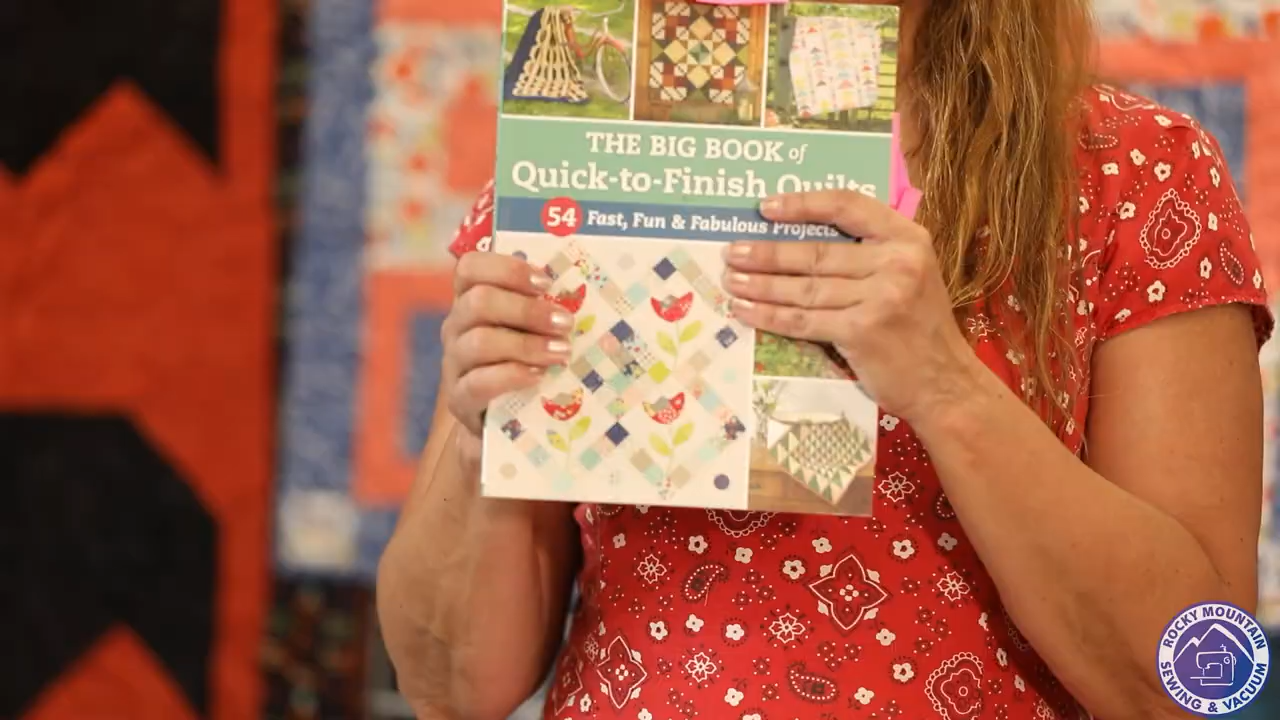 THE BIG BOOK of
Quick-to-Finish Quilts
54 Fast, Fun & Fabulous Projects
ROCKY MOUNTAIN
SEWING & VACUUM